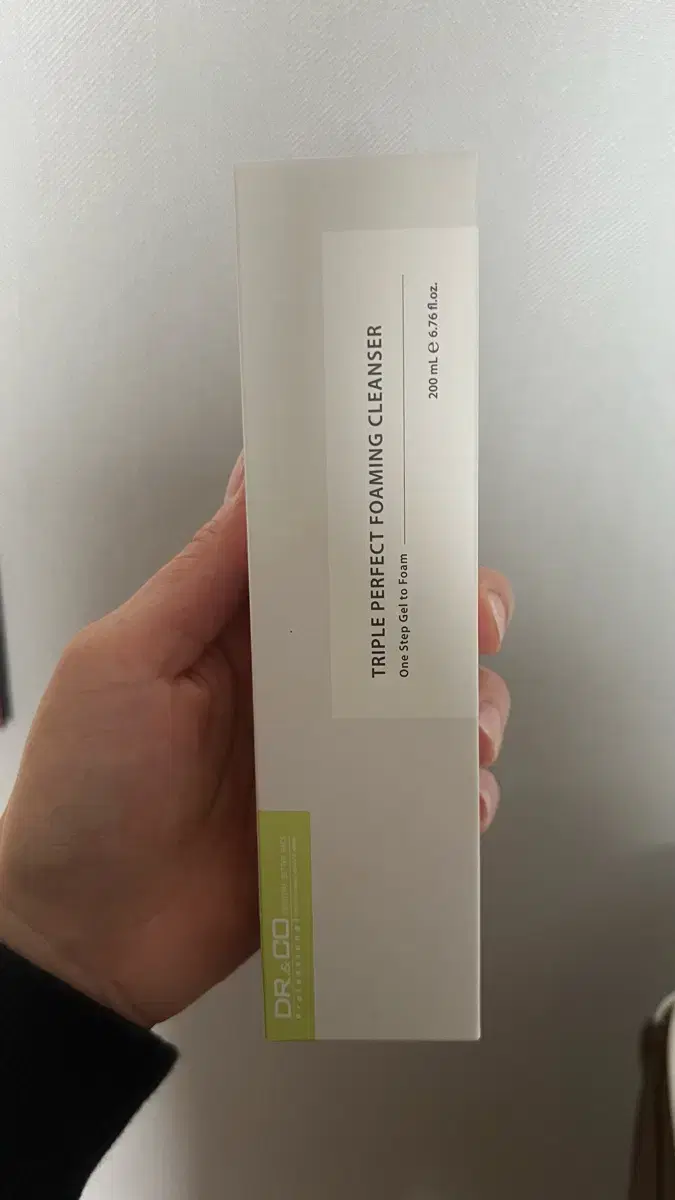 TRIPLE PERFECT FOAMING CLEANSER
One Step Gel to Foam
200 mL ℮ 6.76 fl.oz.
DR&CO
Professional